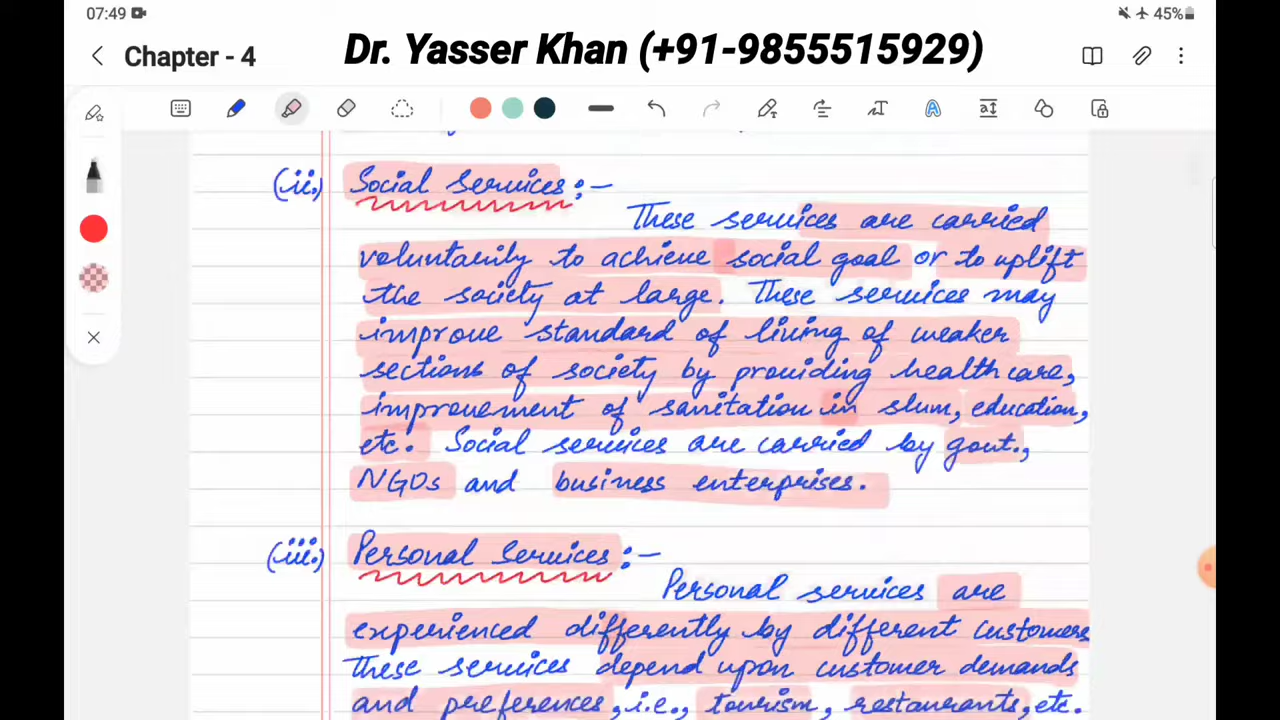 07:49
45%
Chapter - 4
Dr. Yasser Khan (+91-9855515929)
(ii.) Social Services :-
These services are carried
voluntarily to achieve social goal or to uplift
the society at large. These services may
improve standard of living of weaker
sections of society by providing healthcare,
improvement of sanitation in slum, education,
etc. Social services are carried by govt.,
NGOs and business enterprises.
(iii.) Personal Services :-
Personal services are
experienced differently by different customers
These services depend upon customer demands
and preferences, i.e., tourism, restaurants, etc.